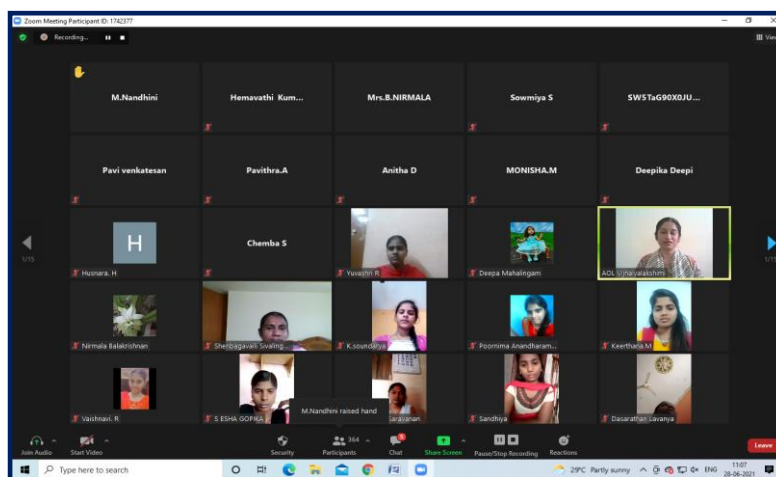 Zoom Meeting Participant ID: 1742377
Recording...
View
M.Nandhini
Hemavathi Kum...
Mrs.B.NIRMALA
Sowmiya S
SW5TaG90X0JU...
Pavi venkatesan
Pavithra.A
Anitha D
MONISHA.M
Deepika Deepi
1/15
H
Husnara. H
Chemba S
Yuvashri R
Deepa Mahalingam
AOL Vijnaiyalakshimi
1/15
Nirmala Balakrishnan
Shenbagavalli Sivaling...
K.soundarya
Poornima Anandharam...
Keerthana.M
Vaishnavi. R
S ESHA GOPIKA
Saravanan
Sandhiya
Dasarathan Lavanya
M.Nandhini raised hand
Join Audio
Start Video
Security
364
Participants
Chat
Share Screen
Pause/Stop Recording
Reactions
Leave
Type here to search
29°C Partly sunny
ENG
11:07
28-06-2021